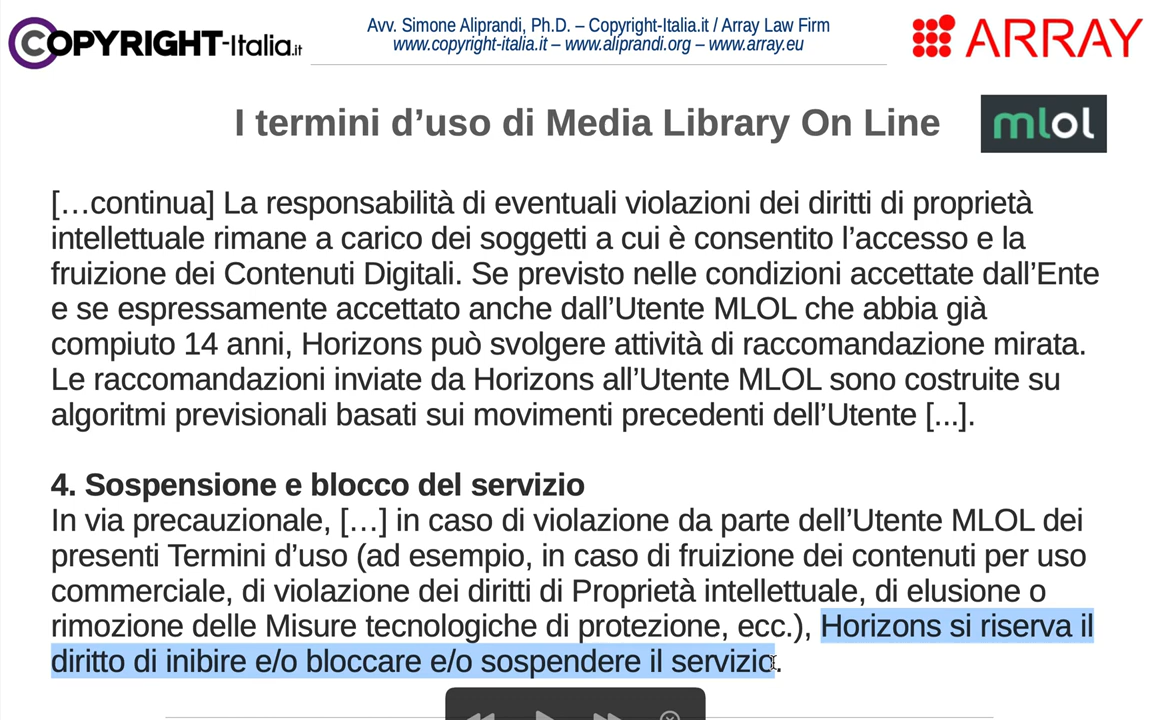 COPYRIGHT-Italia.it
Avv. Simone Aliprandi, Ph.D. – Copyright-Italia.it / Array Law Firm
www.copyright-italia.it – www.aliprandi.org – www.array.eu
ARRAY
I termini d’uso di Media Library On Line
mlol
[…continua] La responsabilità di eventuali violazioni dei diritti di proprietà
intellettuale rimane a carico dei soggetti a cui è consentito l’accesso e la
fruizione dei Contenuti Digitali. Se previsto nelle condizioni accettate dall’Ente
e se espressamente accettato anche dall’Utente MLOL che abbia già
compiuto 14 anni, Horizons può svolgere attività di raccomandazione mirata.
Le raccomandazioni inviate da Horizons all’Utente MLOL sono costruite su
algoritmi previsionali basati sui movimenti precedenti dell’Utente [...].
4. Sospensione e blocco del servizio
In via precauzionale, […] in caso di violazione da parte dell’Utente MLOL dei
presenti Termini d’uso (ad esempio, in caso di fruizione dei contenuti per uso
commerciale, di violazione dei diritti di Proprietà intellettuale, di elusione o
rimozione delle Misure tecnologiche di protezione, ecc.), Horizons si riserva il
diritto di inibire e/o bloccare e/o sospendere il servizio.